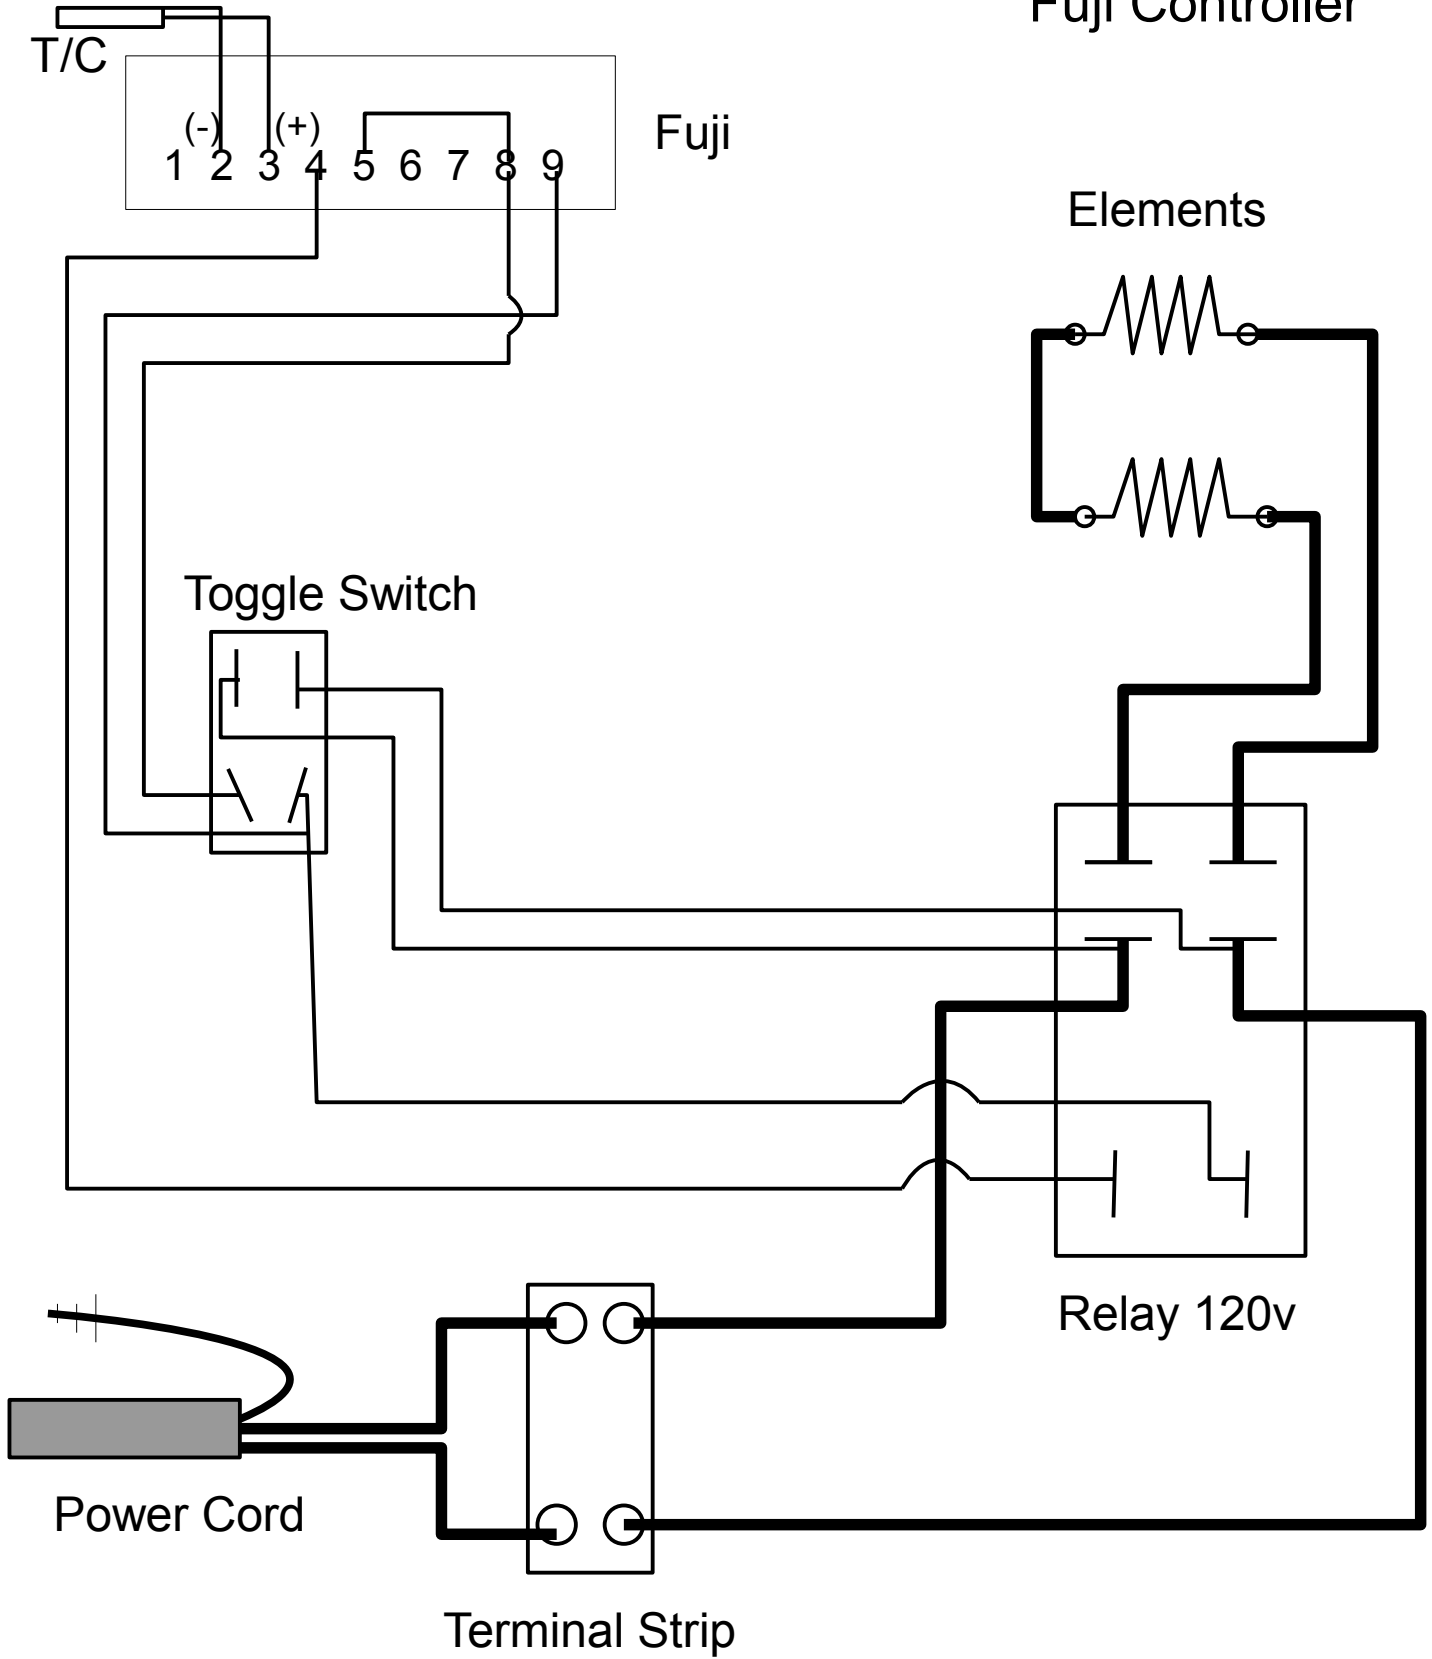 Fuji Controller
T/C
Fuji
(-) (+)
1 2 3 4 5 6 7 8 9
Elements
Toggle Switch
Relay 120v
Power Cord
Terminal Strip